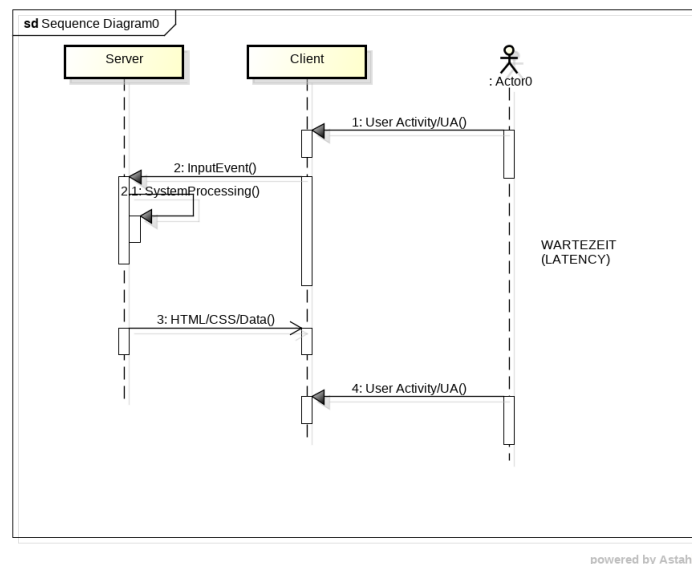 sd Sequence Diagram0
Server
Client
: Actor0
1: User Activity/UA()
2: InputEvent()
2.1: SystemProcessing()
WARTEZEIT
(LATENCY)
3: HTML/CSS/Data()
4: User Activity/UA()
powered by Astah